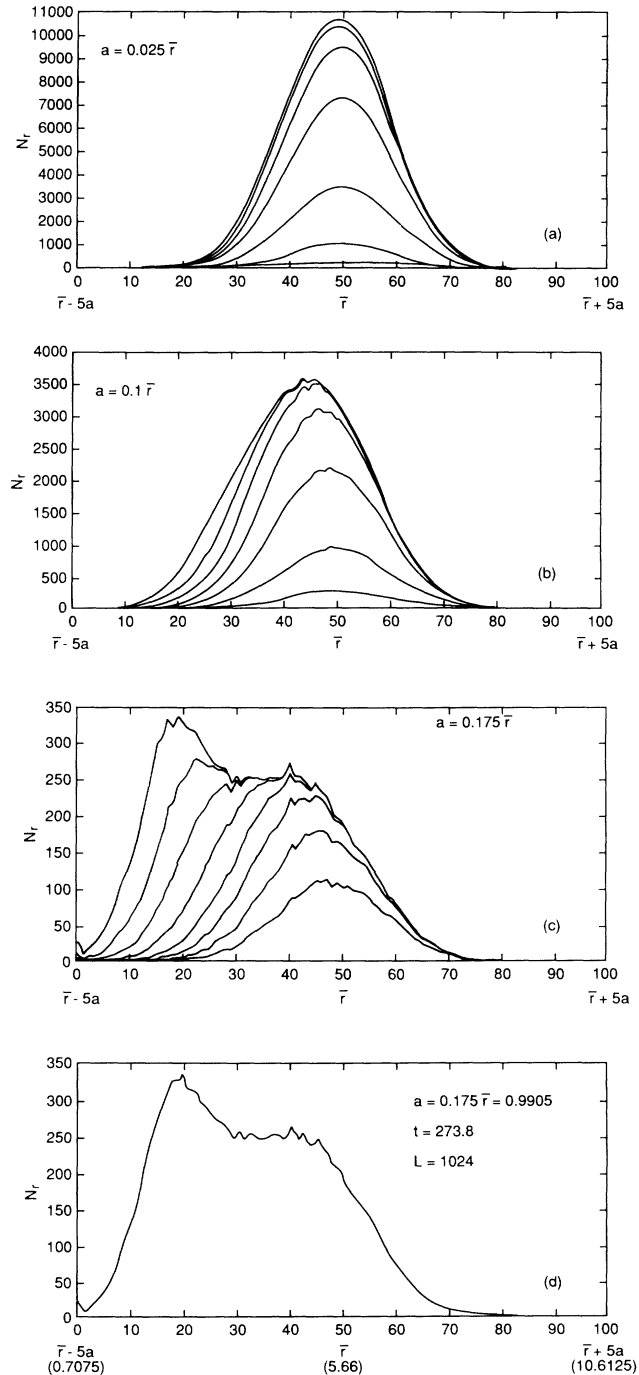 11000
10000
9000
8000
7000
6000
5000
4000
3000
2000
1000
0
N_r
a = 0.025 r̄
(a)
0 10 20 30 40 50 60 70 80 90 100
r̄ - 5a r̄ r̄ + 5a
4000
3500
3000
2500
2000
1500
1000
500
0
N_r
a = 0.1 r̄
(b)
10 20 30 40 50 60 70 80 90 100
r̄ - 5a r̄ r̄ + 5a
350
300
250
200
150
100
50
0
N_r
a = 0.175 r̄
(c)
0 10 20 30 40 50 60 70 80 90 100
r̄ - 5a r̄ r̄ + 5a
350
300
250
200
150
100
50
0
N_r
a = 0.175 r̄ = 0.9905
t = 273.8
L = 1024
(d)
0 10 20 30 40 50 60 70 80 90 100
r̄ - 5a r̄ r̄ + 5a
(0.7075) (5.66) (10.6125)